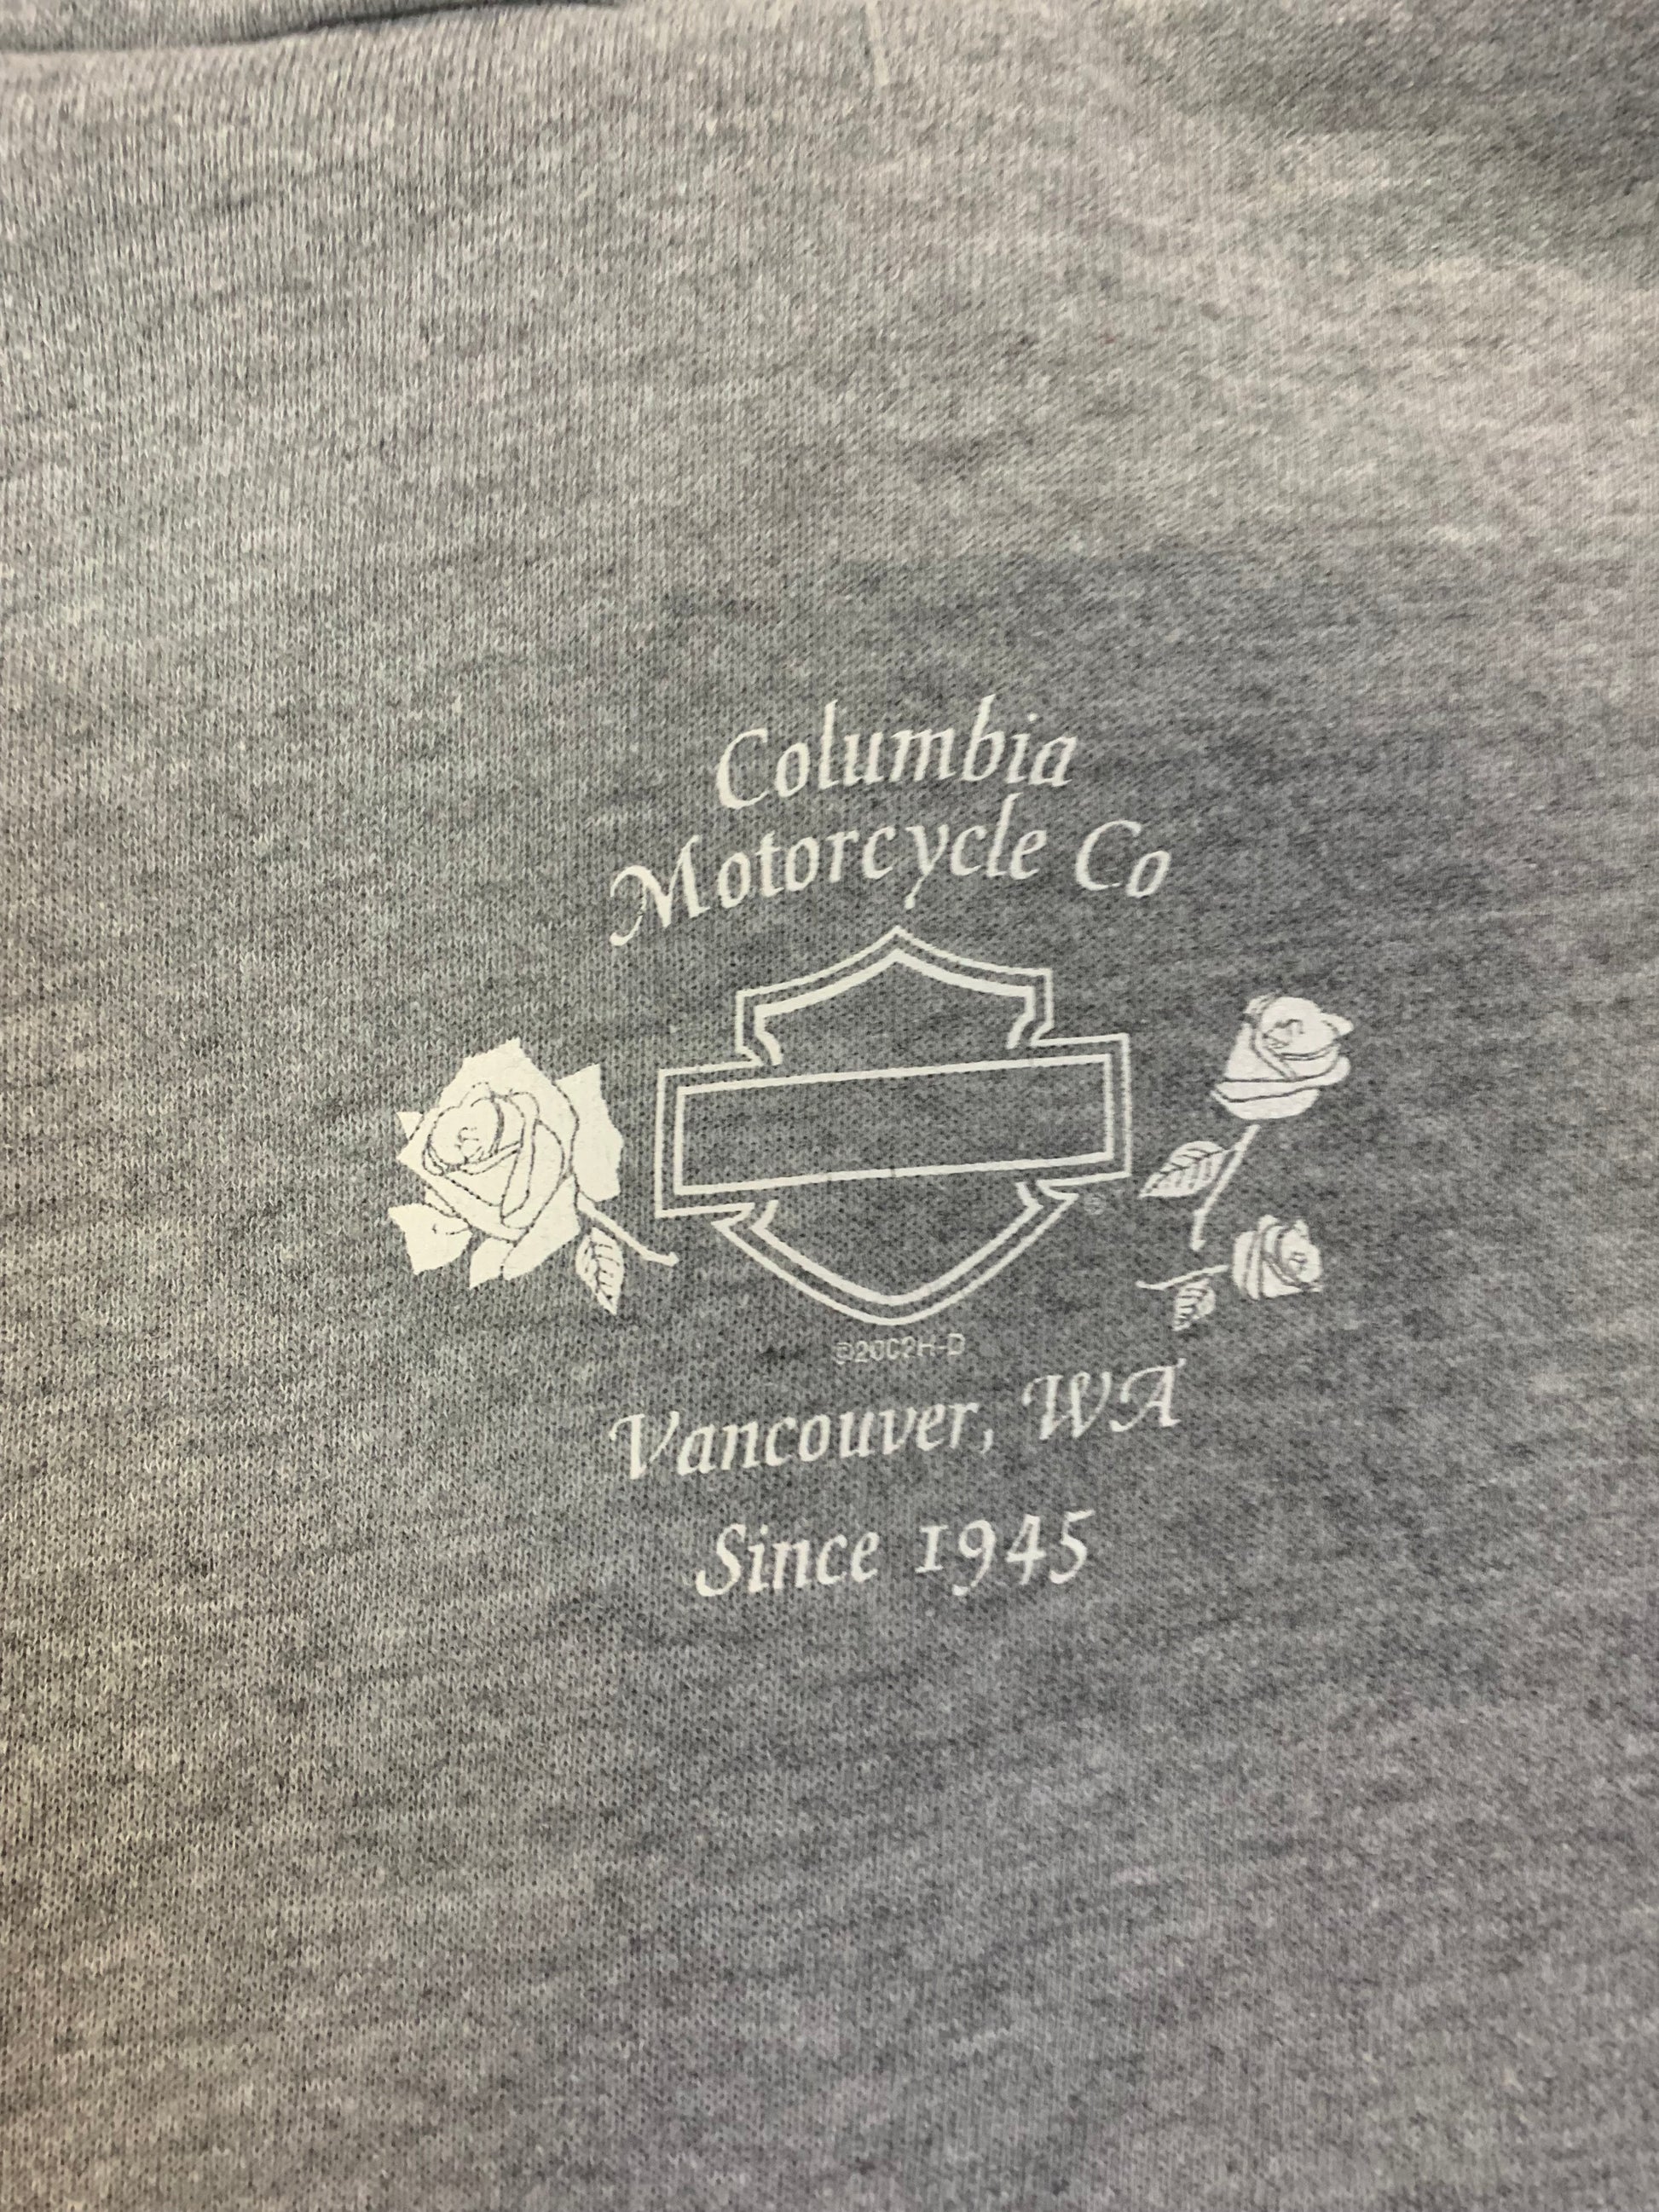 Columbia
Motorcycle Co
®
©2002H-D
Vancouver, WA
Since 1945